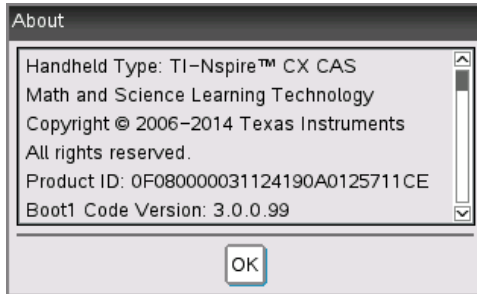 About
Handheld Type: TI-Nspire™ CX CAS
Math and Science Learning Technology
Copyright © 2006-2014 Texas Instruments
All rights reserved.
Product ID: 0F080000031124190A0125711CE
Boot1 Code Version: 3.0.0.99
OK